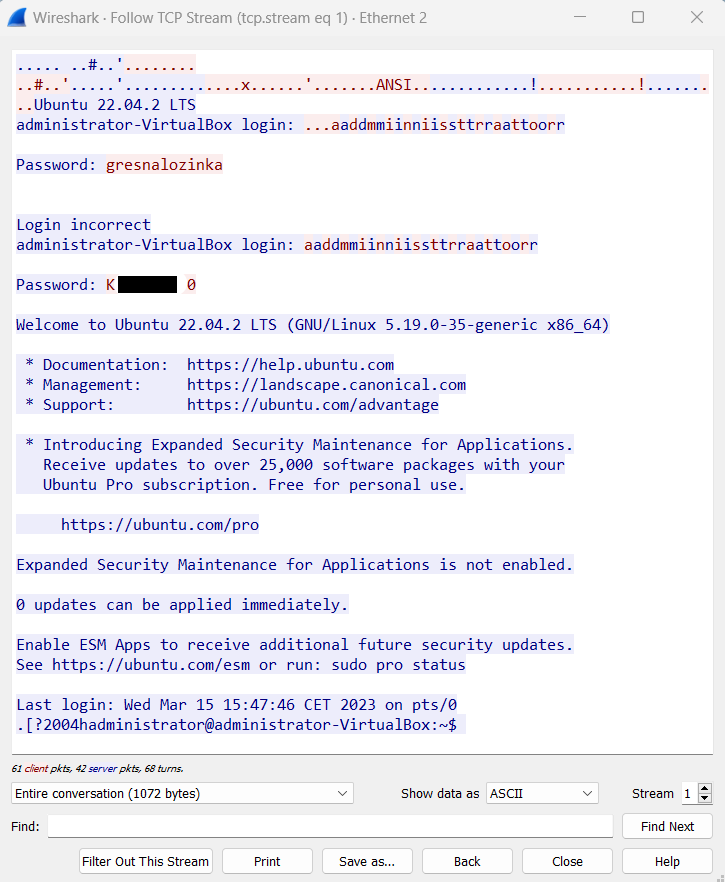 Wireshark · Follow TCP Stream (tcp.stream eq 1) · Ethernet 2
..... ..#..'........
..#..'.....'.............x......'.......ANSI.............!...........!.......
..Ubuntu 22.04.2 LTS
administrator-VirtualBox login: ...aaddmmiinniissttrraattoorr
Password: gresnalozinka
Login incorrect
administrator-VirtualBox login: aaddmmiinniissttrraattoorr
Password: K 0
Welcome to Ubuntu 22.04.2 LTS (GNU/Linux 5.19.0-35-generic x86_64)
* Documentation:  https://help.ubuntu.com
* Management:     https://landscape.canonical.com
* Support:        https://ubuntu.com/advantage
* Introducing Expanded Security Maintenance for Applications.
Receive updates to over 25,000 software packages with your
Ubuntu Pro subscription. Free for personal use.
https://ubuntu.com/pro
Expanded Security Maintenance for Applications is not enabled.
0 updates can be applied immediately.
Enable ESM Apps to receive additional future security updates.
See https://ubuntu.com/esm or run: sudo pro status
Last login: Wed Mar 15 15:47:46 CET 2023 on pts/0
.[?2004hadministrator@administrator-VirtualBox:~$
61 client pkts, 42 server pkts, 68 turns.
Entire conversation (1072 bytes) Show data as ASCII Stream 1
Find: Find Next
Filter Out This Stream Print Save as... Back Close Help